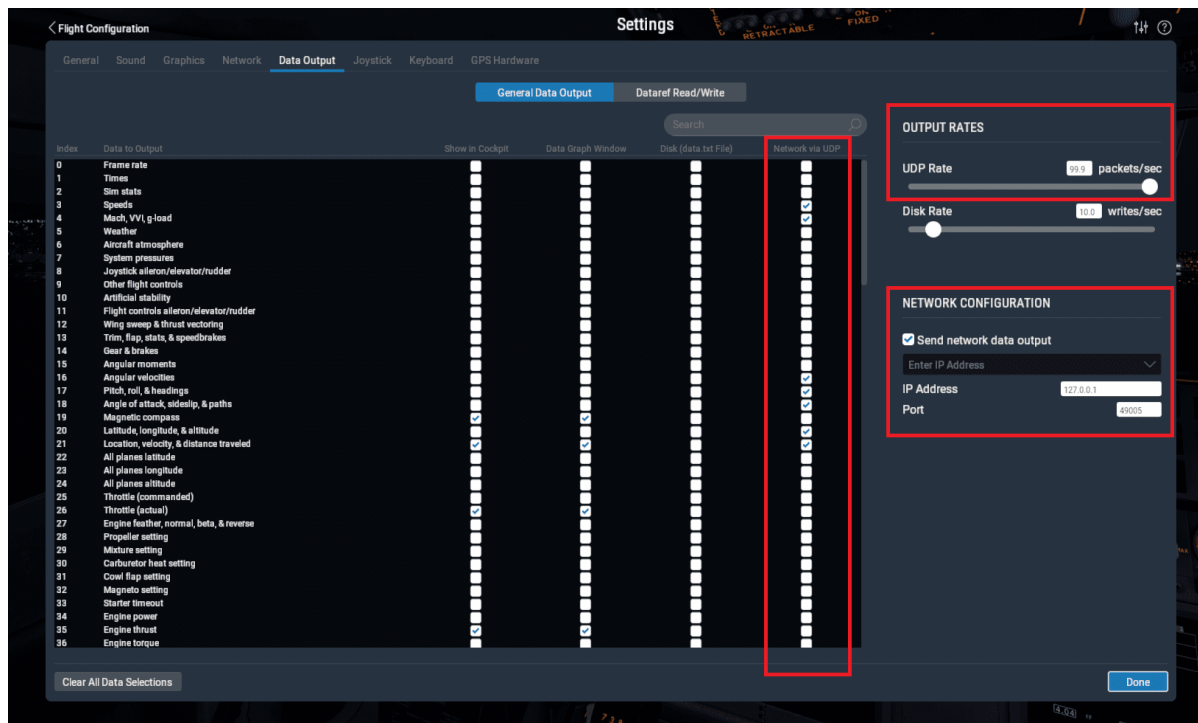 Flight Configuration
Settings
RETRACTABLE
FIXED
General Sound Graphics Network Data Output Joystick Keyboard GPS Hardware
General Data Output Dataref Read/Write
Search
Index Data to Output Show in Cockpit Data Graph Window Disk (data.txt File) Network via UDP
0 Frame rate
1 Times
2 Sim stats
3 Speeds
4 Mach, VVI, g-load
5 Weather
6 Aircraft atmosphere
7 System pressures
8 Joystick aileron/elevator/rudder
9 Other flight controls
10 Artificial stability
11 Flight controls aileron/elevator/rudder
12 Wing sweep & thrust vectoring
13 Trim, flap, stats, & speedbrakes
14 Gear & brakes
15 Angular moments
16 Angular velocities
17 Pitch, roll, & headings
18 Angle of attack, sideslip, & paths
19 Magnetic compass
20 Latitude, longitude, & altitude
21 Location, velocity, & distance traveled
22 All planes latitude
23 All planes longitude
24 All planes altitude
25 Throttle (commanded)
26 Throttle (actual)
27 Engine feather, normal, beta, & reverse
28 Propeller setting
29 Mixture setting
30 Carburetor heat setting
31 Cowl flap setting
32 Magneto setting
33 Starter timeout
34 Engine power
35 Engine thrust
36 Engine torque
OUTPUT RATES
UDP Rate 99.9 packets/sec
Disk Rate 10.0 writes/sec
NETWORK CONFIGURATION
Send network data output
Enter IP Address
IP Address 127.0.0.1
Port 49005
Clear All Data Selections
Done